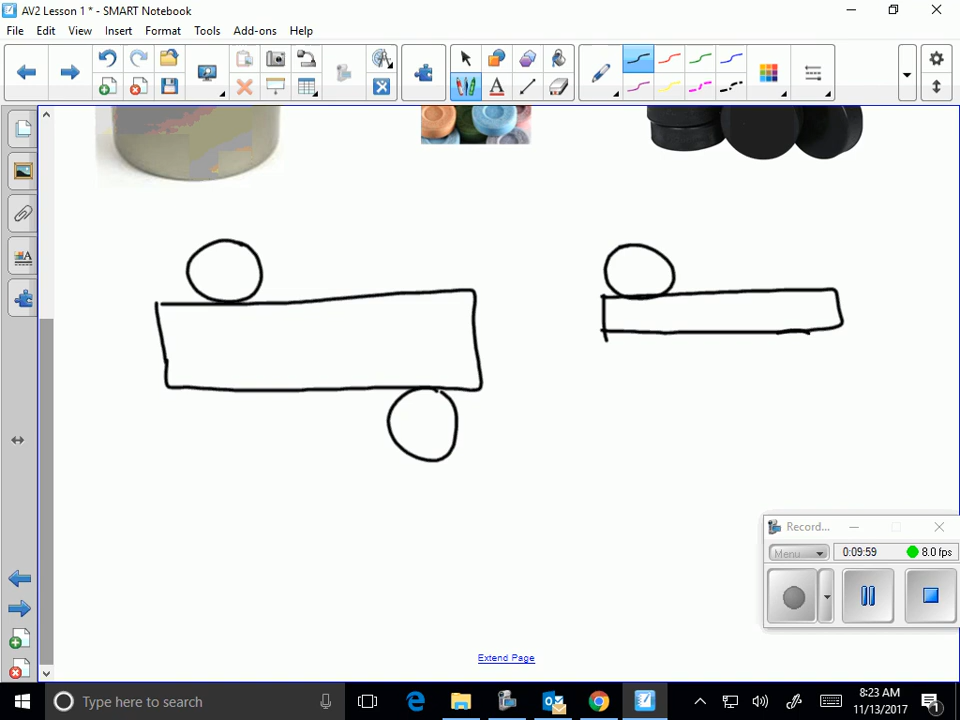 AV2 Lesson 1 * - SMART Notebook
File Edit View Insert Format Tools Add-ons Help
Record...
Menu 0:09:59 8.0 fps
Extend Page
Type here to search
8:23 AM
11/13/2017
1